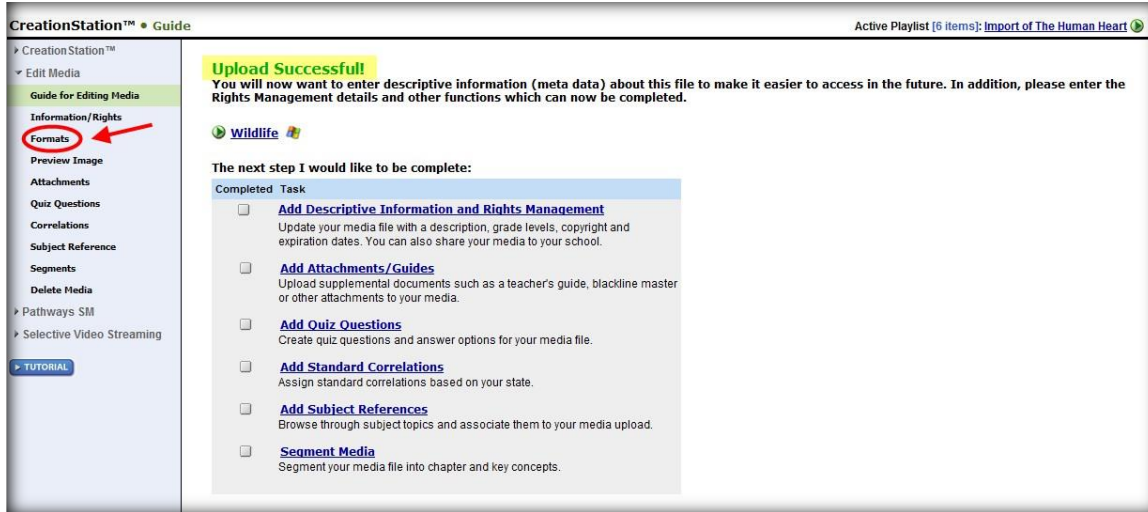 CreationStation™ • Guide
Active Playlist [6 items]: Import of The Human Heart
CreationStation™
Edit Media
Guide for Editing Media
Information/Rights
Formats
Preview Image
Attachments
Quiz Questions
Correlations
Subject Reference
Segments
Delete Media
Pathways SM
Selective Video Streaming
TUTORIAL
Upload Successful!
You will now want to enter descriptive information (meta data) about this file to make it easier to access in the future. In addition, please enter the
Rights Management details and other functions which can now be completed.
Wildlife
The next step I would like to be complete:
Completed Task
Add Descriptive Information and Rights Management
Update your media file with a description, grade levels, copyright and
expiration dates. You can also share your media to your school.
Add Attachments/Guides
Upload supplemental documents such as a teacher's guide, blackline master
or other attachments to your media.
Add Quiz Questions
Create quiz questions and answer options for your media file.
Add Standard Correlations
Assign standard correlations based on your state.
Add Subject References
Browse through subject topics and associate them to your media upload.
Segment Media
Segment your media file into chapter and key concepts.